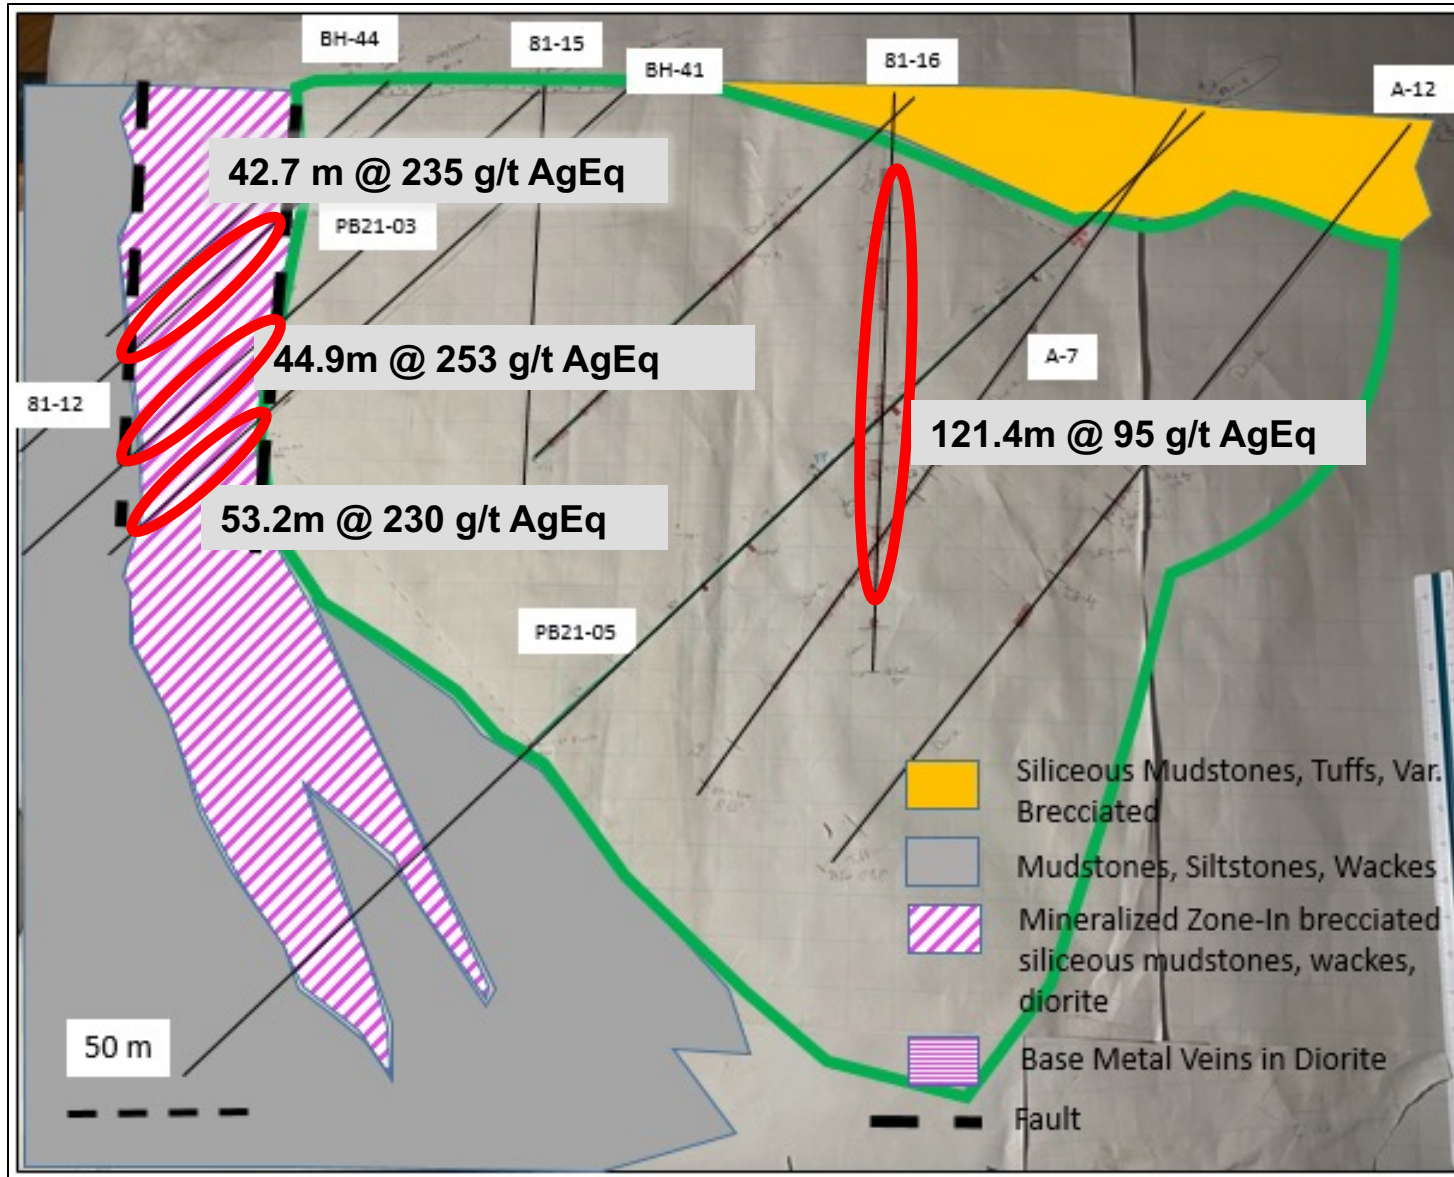 BH-44
81-15
BH-41
81-16
A-12
42.7 m @ 235 g/t AgEq
PB21-03
44.9m @ 253 g/t AgEq
A-7
81-12
121.4m @ 95 g/t AgEq
53.2m @ 230 g/t AgEq
PB21-05
Siliceous Mudstones, Tuffs, Var.
Brecciated
Mudstones, Siltstones, Wackes
Mineralized Zone-In brecciated
siliceous mudstones, wackes,
diorite
50 m
Base Metal Veins in Diorite
Fault